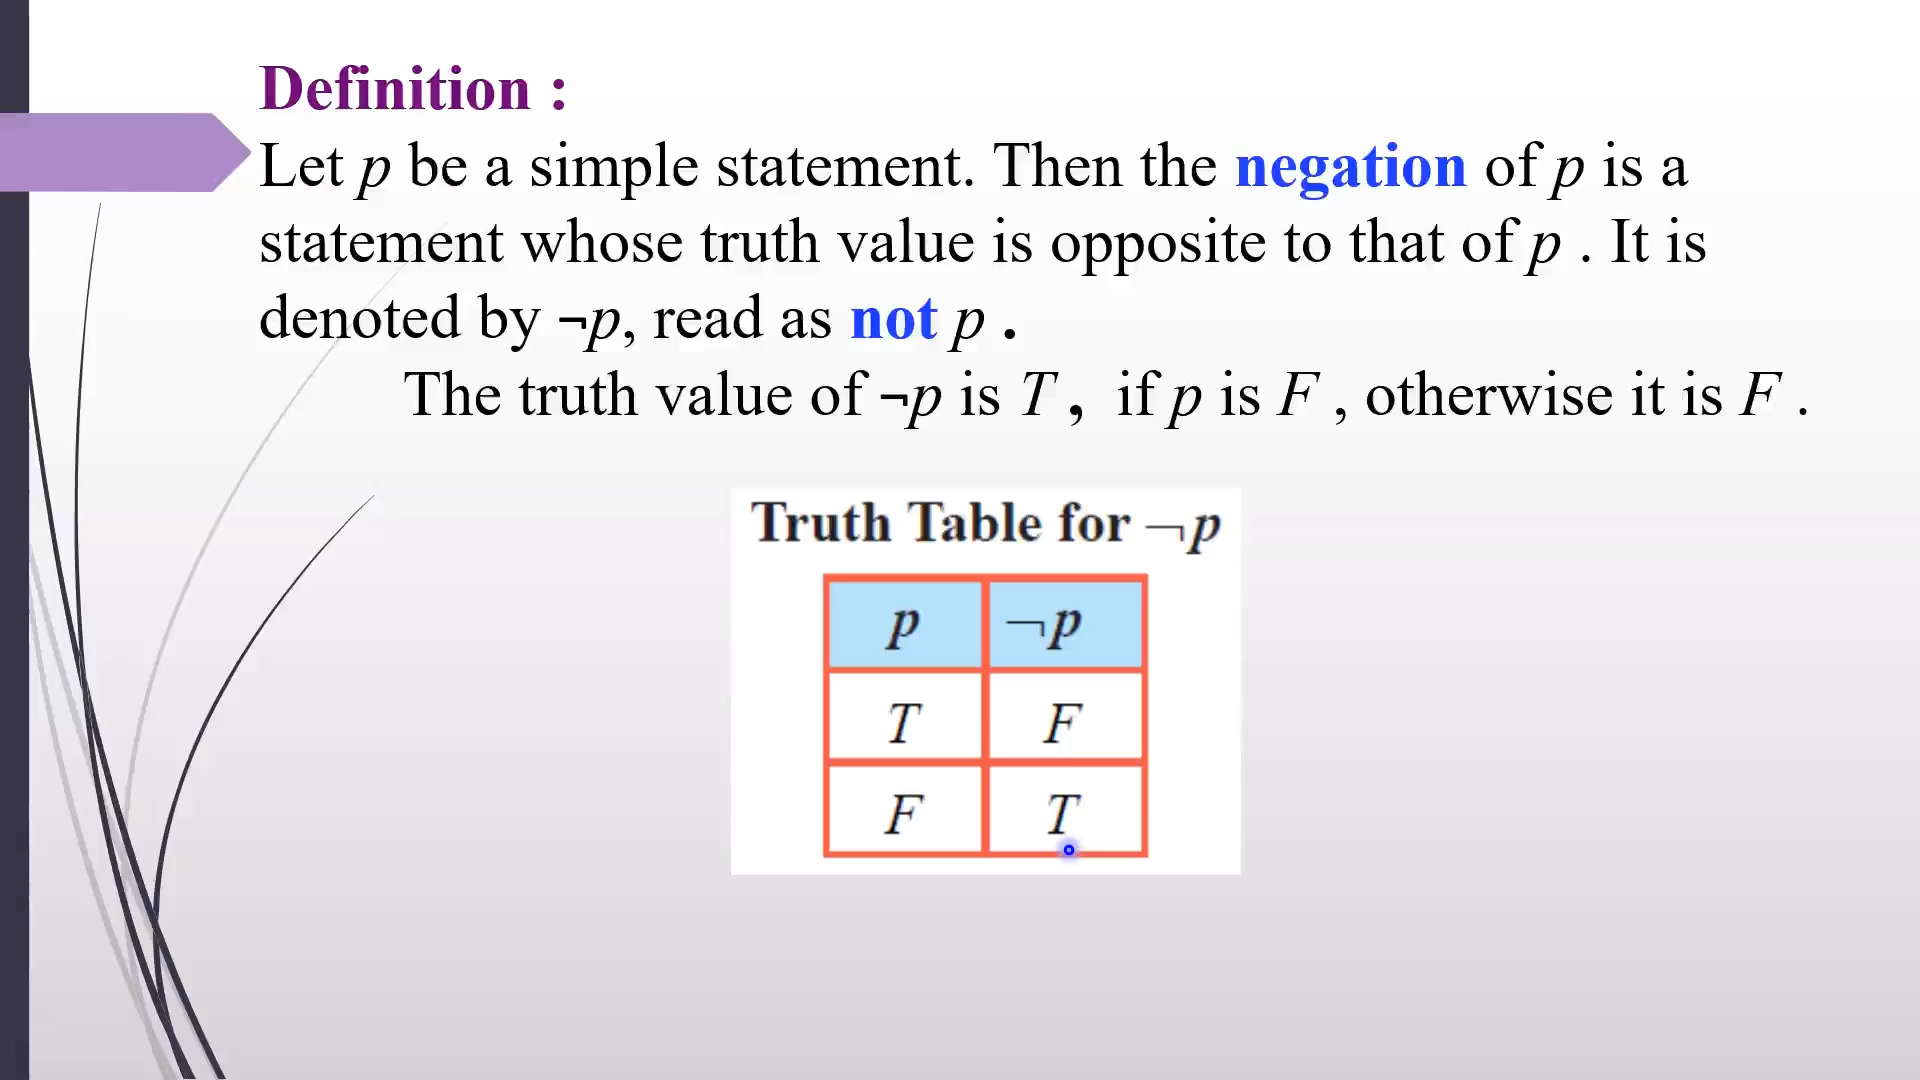 Definition :
Let p be a simple statement. Then the negation of p is a
statement whose truth value is opposite to that of p . It is
denoted by ¬p, read as not p .
The truth value of ¬p is T , if p is F , otherwise it is F .
Truth Table for ¬p
p ¬p
T F
F T